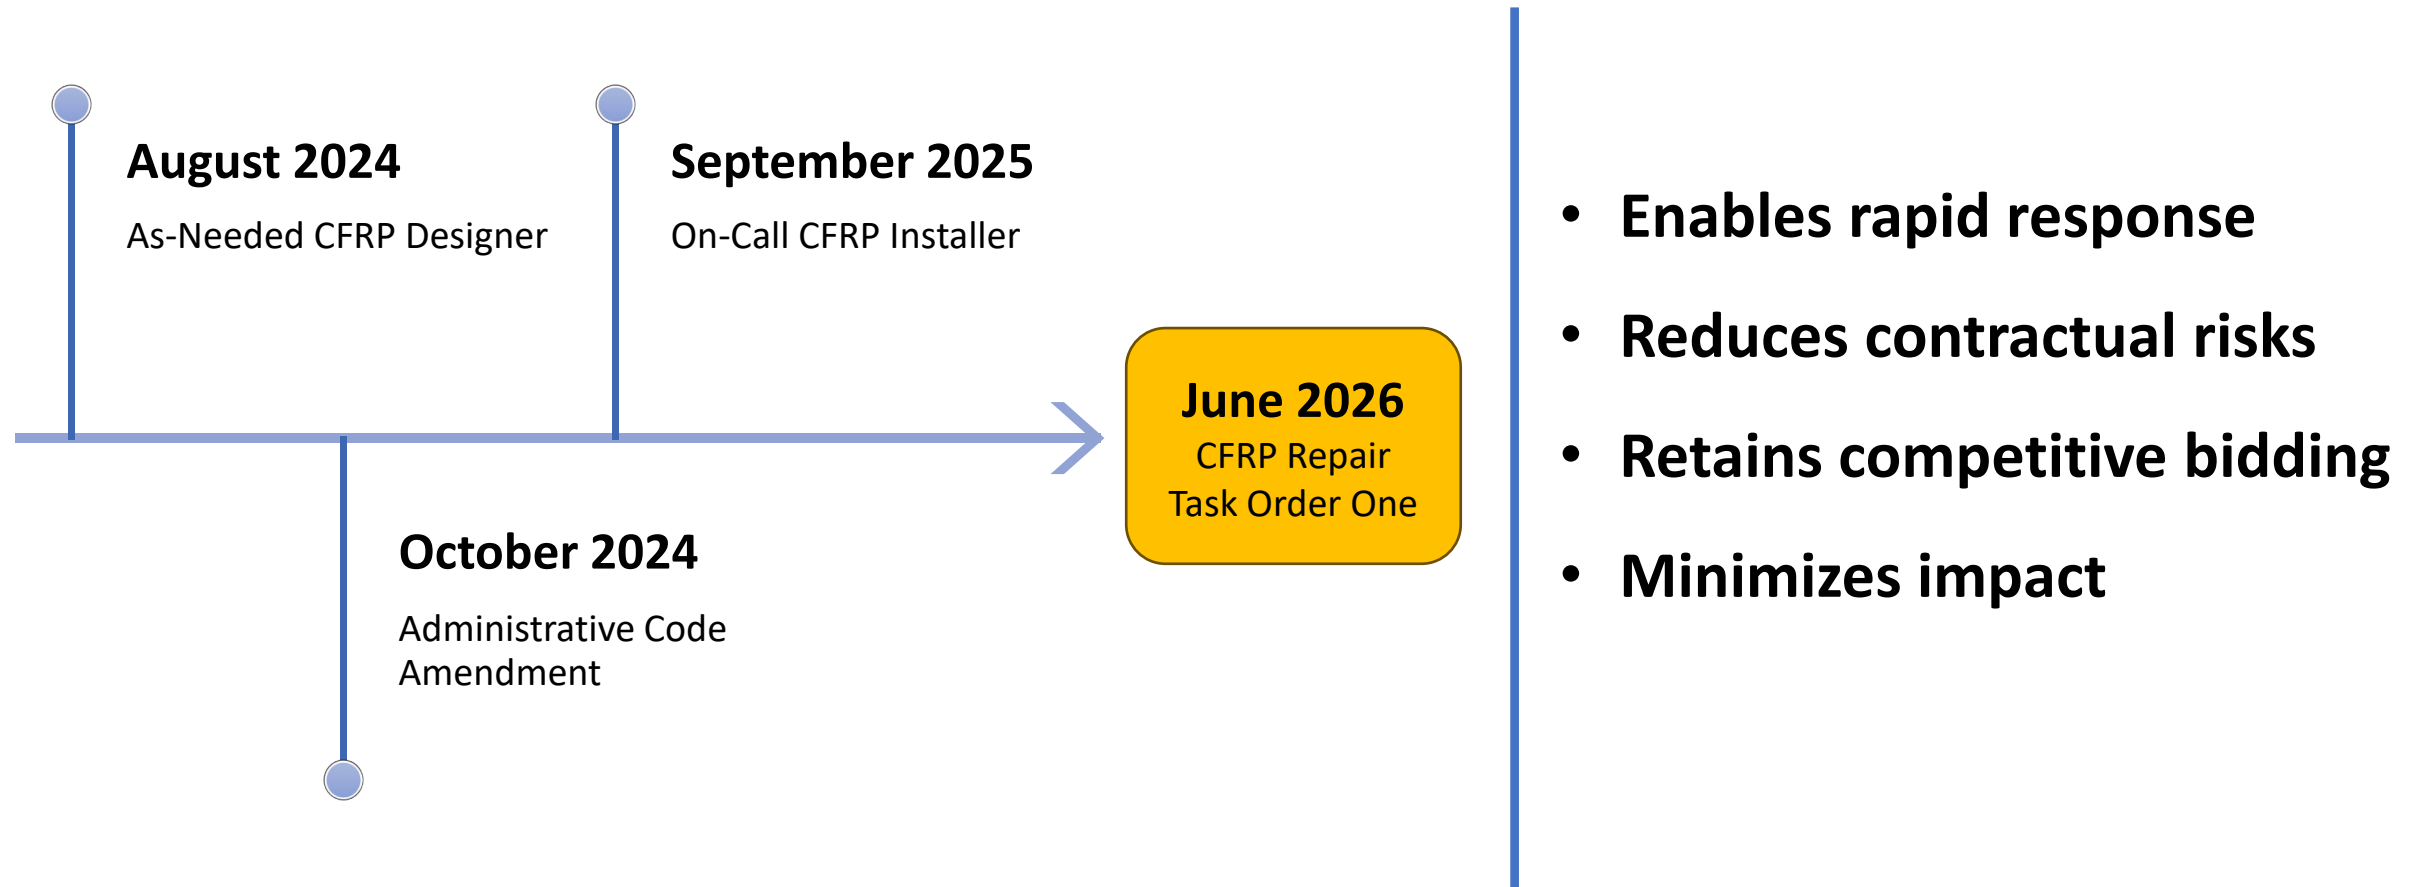 August 2024
As-Needed CFRP Designer
September 2025
On-Call CFRP Installer
October 2024
Administrative Code
Amendment
June 2026
CFRP Repair
Task Order One
• Enables rapid response
• Reduces contractual risks
• Retains competitive bidding
• Minimizes impact